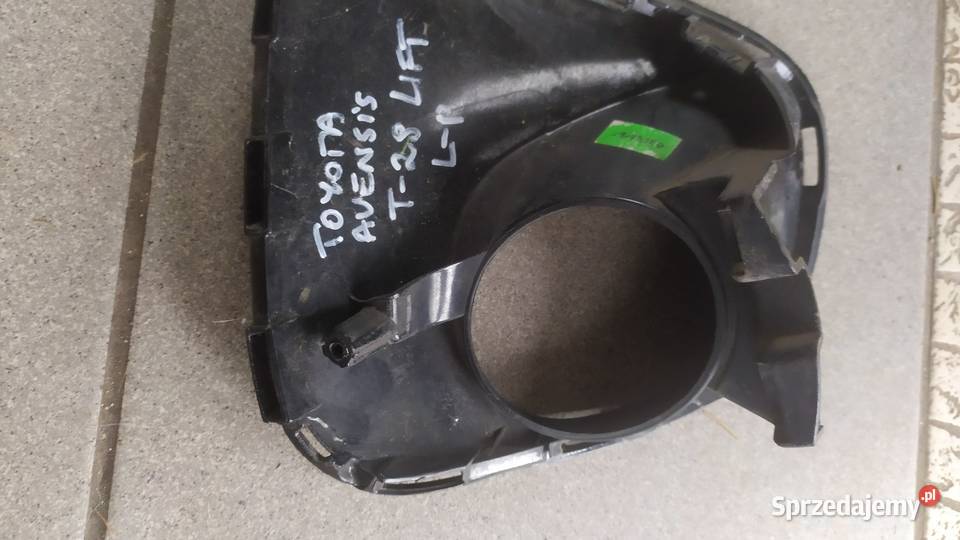 TOYOTA
AVENSIS
T-28 LIFT
L-P
Sprzedajemy.pl